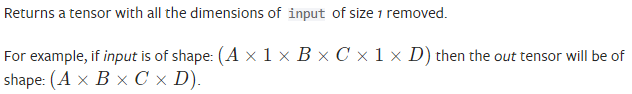 Returns a tensor with all the dimensions of input of size 1 removed.
For example, if input is of shape: (A × 1 × B × C × 1 × D) then the out tensor will be of
shape: (A × B × C × D).